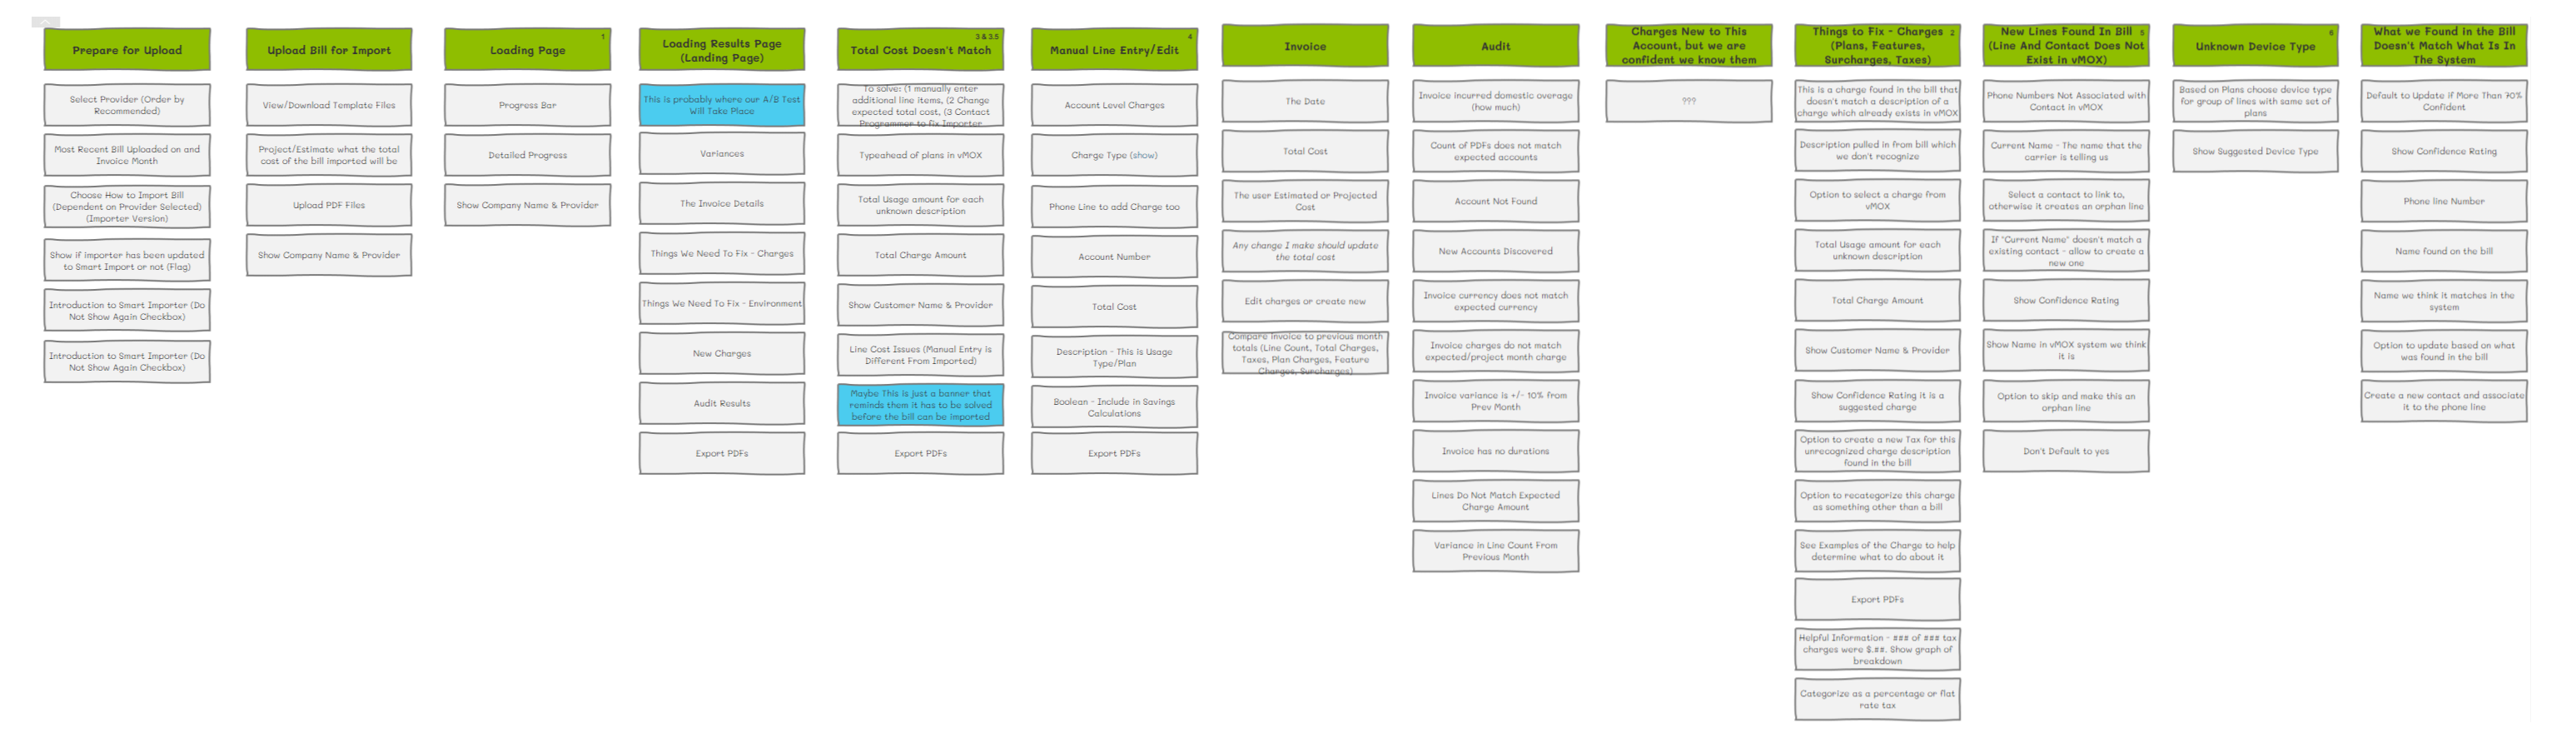 Prepare for Upload
Select Provider (Order by
Recommended)
Most Recent Bill Uploaded on and
Invoice Month
Choose How to Import Bill
(Dependent on Provider Selected)
(Importer Version)
Show if importer has been updated
to Smart Import or not (Flag)
Introduction to Smart Importer (Do
Not Show Again Checkbox)
Introduction to Smart Importer (Do
Not Show Again Checkbox)
Upload Bill for Import
View/Download Template Files
Project/Estimate what the total
cost of the bill imported will be
Upload PDF Files
Show Company Name & Provider
1
Loading Page
Progress Bar
Detailed Progress
Show Company Name & Provider
Loading Results Page
(Landing Page)
This is probably where our A/B Test
Will Take Place
Variances
The Invoice Details
Things We Need To Fix - Charges
Things We Need To Fix - Environment
New Charges
Audit Results
Export PDFs
3 & 3.5
Total Cost Doesn't Match
To solve: (1 manually enter
additional line items, (2 Change
expected total cost, (3 Contact
Programmer to fix Importer
Typeahead of plans in vMOX
Total Usage amount for each
unknown description
Total Charge Amount
Show Customer Name & Provider
Line Cost Issues (Manual Entry is
Different From Imported)
Maybe This is just a banner that
reminds them it has to be solved
before the bill can be imported
Export PDFs
4
Manual Line Entry/Edit
Account Level Charges
Charge Type (show)
Phone Line to add Charge too
Account Number
Total Cost
Description - This is Usage
Type/Plan
Boolean - Include in Savings
Calculations
Export PDFs
Invoice
The Date
Total Cost
The user Estimated or Projected
Cost
Any change I make should update
the total cost
Edit charges or create new
Compare Invoice to previous month
totals (Line Count, Total Charges,
Taxes, Plan Charges, Feature
Charges, Surcharges)
Audit
Invoice incurred domestic overage
(how much)
Count of PDFs does not match
expected accounts
Account Not Found
New Accounts Discovered
Invoice currency does not match
expected currency
Invoice charges do not match
expected/project month charge
Invoice variance is +/- 10% from
Prev Month
Invoice has no durations
Lines Do Not Match Expected
Charge Amount
Variance in Line Count From
Previous Month
Charges New to This
Account, but we are
confident we know them
???
Things to Fix - Charges 2
(Plans, Features,
Surcharges, Taxes)
This is a charge found in the bill that
doesn't match a description of a
charge which already exists in vMOX
Description pulled in from bill which
we don't recognize
Option to select a charge from
vMOX
Total Usage amount for each
unknown description
Total Charge Amount
Show Customer Name & Provider
Show Confidence Rating it is a
suggested charge
Option to create a new Tax for this
unrecognized charge description
found in the bill
Option to recategorize this charge
as something other than a bill
See Examples of the Charge to help
determine what to do about it
Export PDFs
Helpful Information - ### of ### tax
charges were $.##. Show graph of
breakdown
Categorize as a percentage or flat
rate tax
New Lines Found In Bill 5
(Line And Contact Does Not
Exist in vMOX)
Phone Numbers Not Associated with
Contact in vMOX
Current Name - The name that the
carrier is telling us
Select a contact to link to,
otherwise it creates an orphan line
If "Current Name" doesn't match a
existing contact - allow to create a
new one
Show Confidence Rating
Show Name in vMOX system we think
it is
Option to skip and make this an
orphan line
Don't Default to yes
6
Unknown Device Type
Based on Plans choose device type
for group of lines with same set of
plans
Show Suggested Device Type
What we Found in the Bill
Doesn't Match What Is In
The System
Default to Update if More Than 70%
Confident
Show Confidence Rating
Phone line Number
Name found on the bill
Name we think it matches in the
system
Option to update based on what
was found in the bill
Create a new contact and associate
it to the phone line